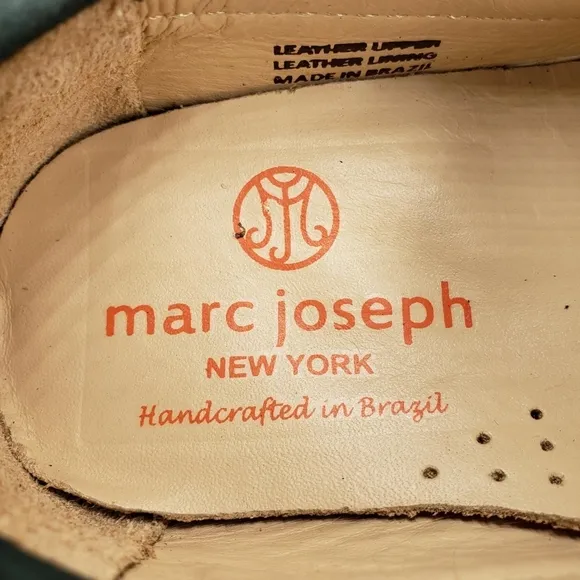 LEATHER UPPER
LEATHER LINING
MADE IN BRAZIL
marc joseph
NEW YORK
Handcrafted in Brazil